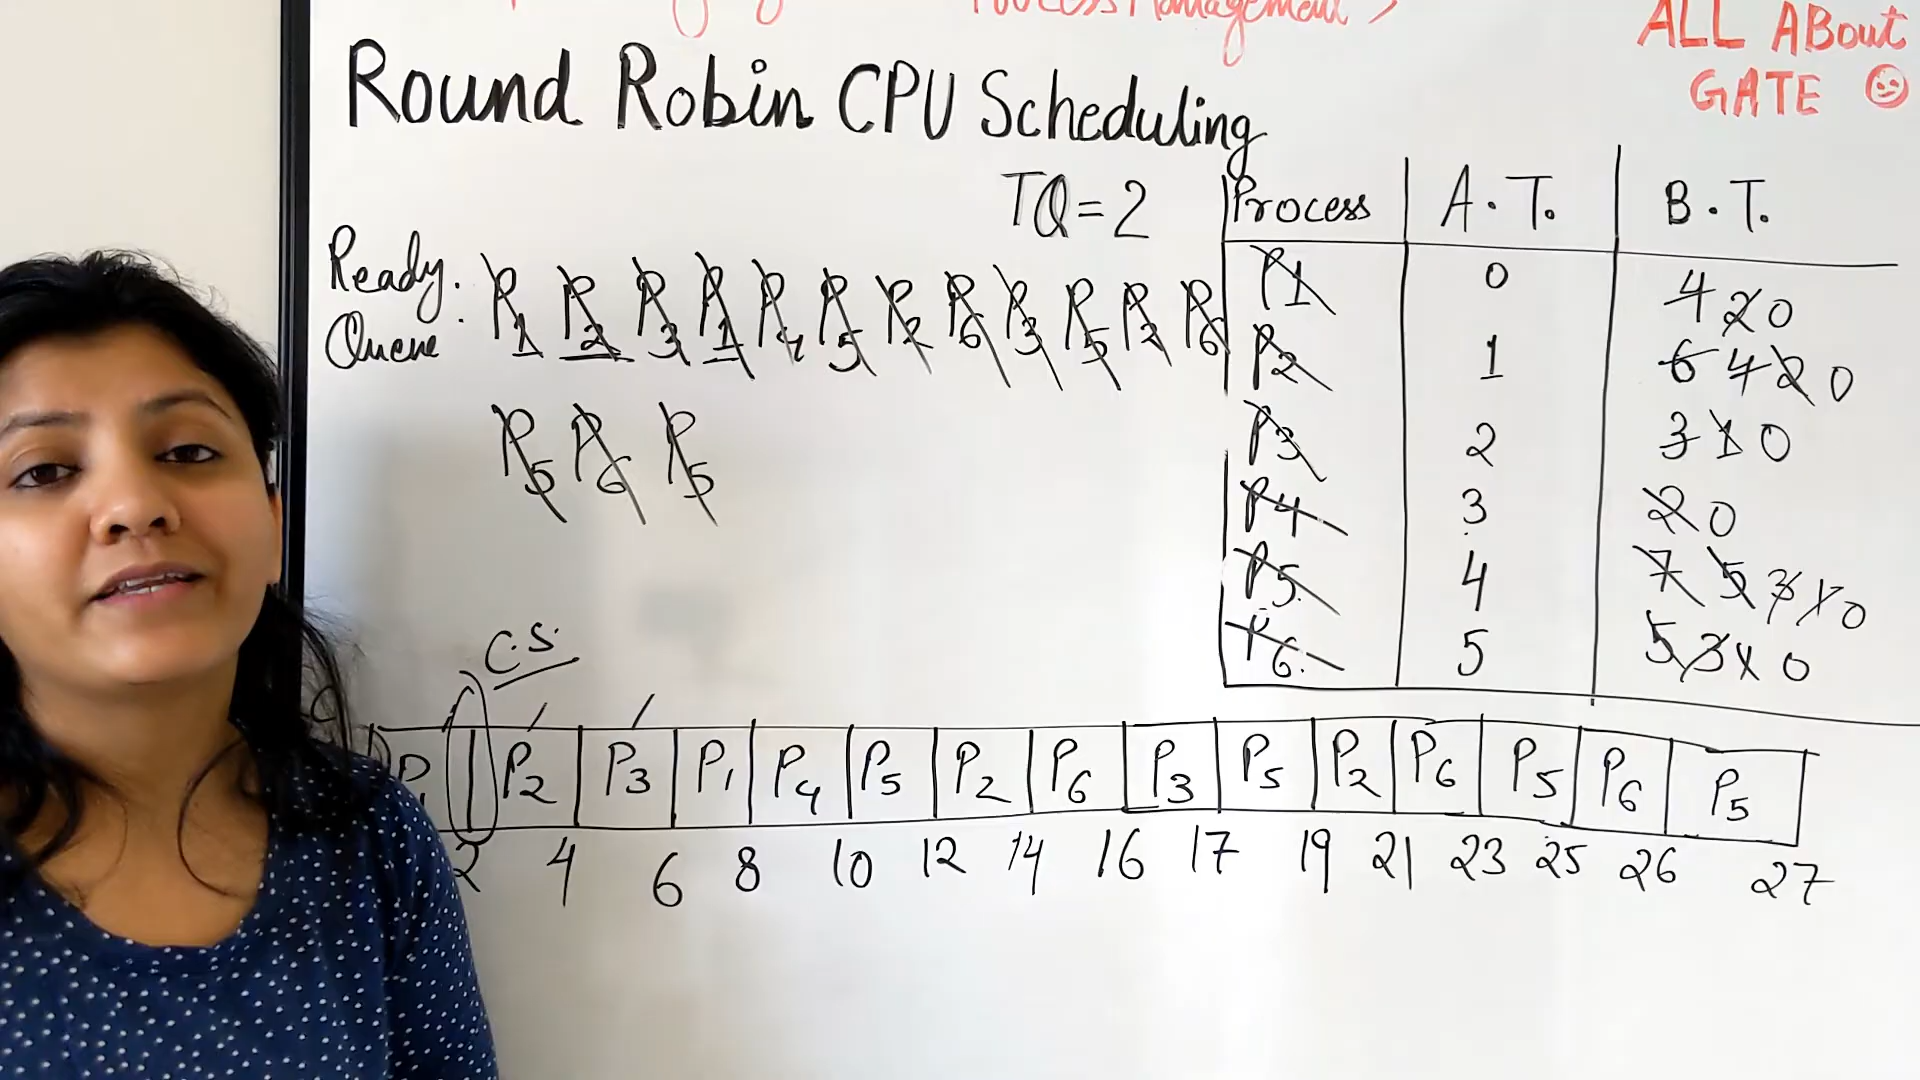 Process Management >
ALL ABout
GATE
Round Robin CPU Scheduling
TQ=2
Process A.T. B.T.
Ready Queue : P1 P2 P3 P1 P4 P5 P2 P6 P3 P5 P2 P6
P5 P6 P5
P1 0 4 2 0
P2 1 6 4 2 0
P3 2 3 1 0
P4 3 2 0
P5 4 7 5 3 1 0
P6 5 5 3 1 0
C.S.
P1 P2 P3 P1 P4 P5 P2 P6 P3 P5 P2 P6 P5 P6 P5
2 4 6 8 10 12 14 16 17 19 21 23 25 26 27